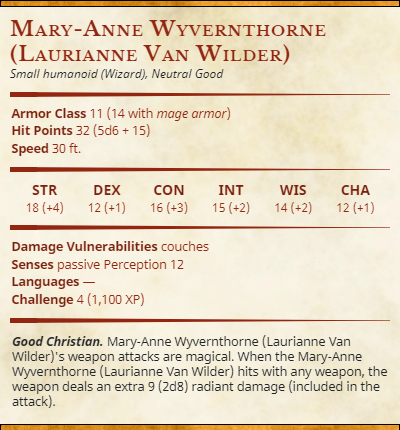 Mary-Anne Wyvernthorne
(Laurianne Van Wilder)
Small humanoid (Wizard), Neutral Good
Armor Class 11 (14 with mage armor)
Hit Points 32 (5d6 + 15)
Speed 30 ft.
STR DEX CON INT WIS CHA
18 (+4) 12 (+1) 16 (+3) 15 (+2) 14 (+2) 12 (+1)
Damage Vulnerabilities couches
Senses passive Perception 12
Languages —
Challenge 4 (1,100 XP)
Good Christian. Mary-Anne Wyvernthorne (Laurianne Van
Wilder)'s weapon attacks are magical. When the Mary-Anne
Wyvernthorne (Laurianne Van Wilder) hits with any weapon, the
weapon deals an extra 9 (2d8) radiant damage (included in the
attack).